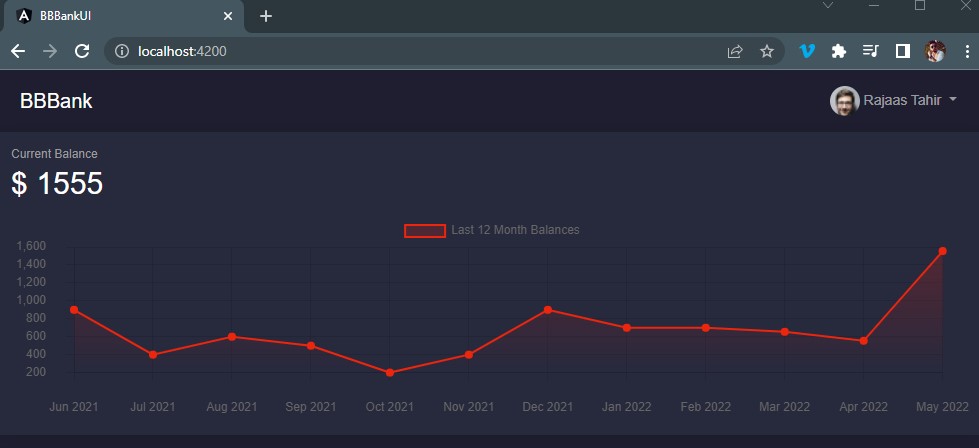 BBBankUI
localhost:4200
BBBank
Rajaas Tahir
Current Balance
$ 1555
Last 12 Month Balances
1,600
1,400
1,200
1,000
800
600
400
200
Jun 2021 Jul 2021 Aug 2021 Sep 2021 Oct 2021 Nov 2021 Dec 2021 Jan 2022 Feb 2022 Mar 2022 Apr 2022 May 2022